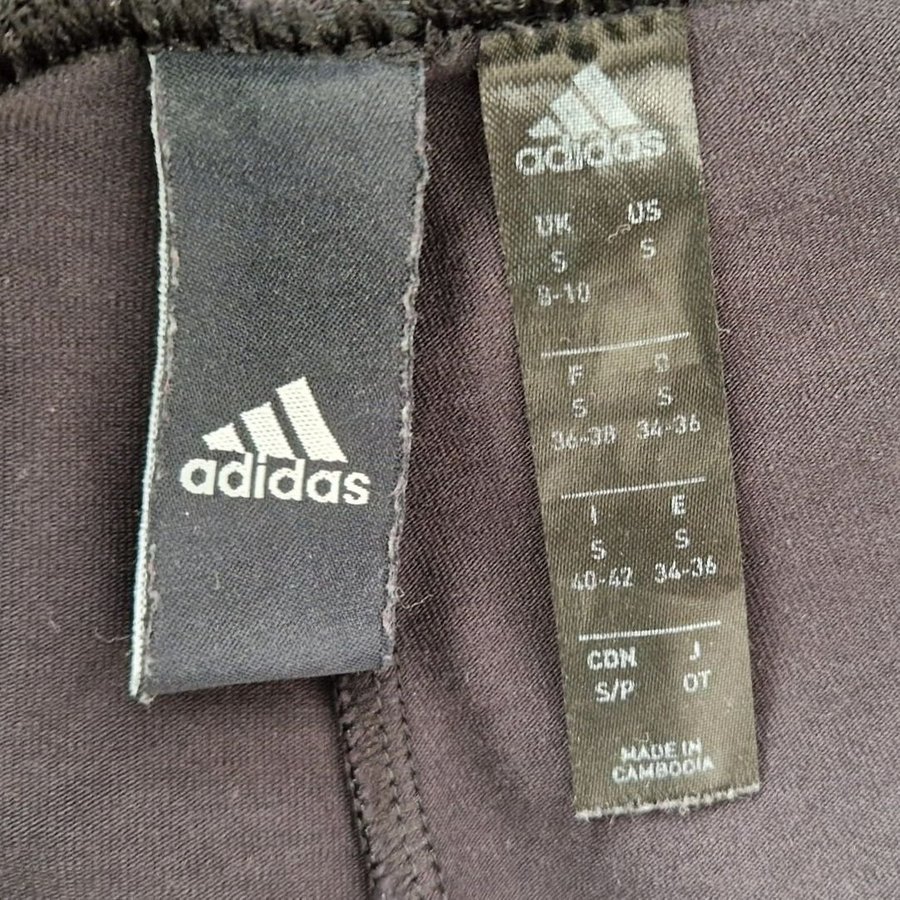 adidas
adidas
UK US
S S
8-10
F D
S S
36-38 34-36
I E
S S
40-42 34-36
CDN J
S/P OT
MADE IN
CAMBODIA